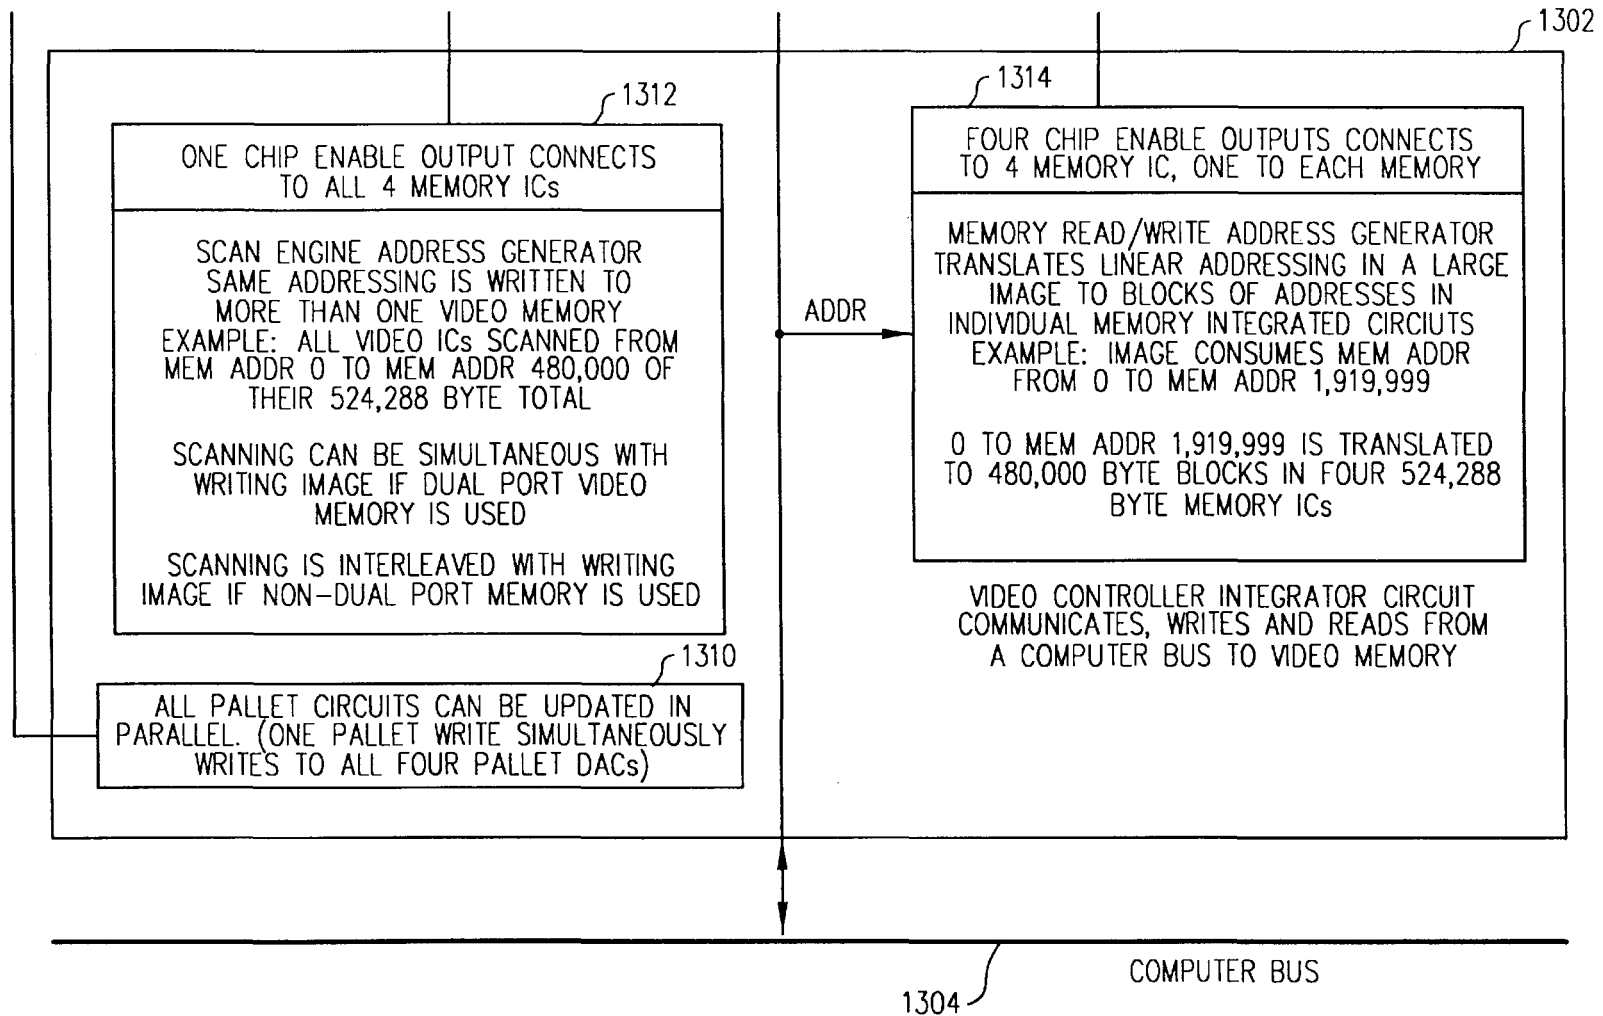 1302
1312
ONE CHIP ENABLE OUTPUT CONNECTS
TO ALL 4 MEMORY ICs
SCAN ENGINE ADDRESS GENERATOR
SAME ADDRESSING IS WRITTEN TO
MORE THAN ONE VIDEO MEMORY
EXAMPLE: ALL VIDEO ICs SCANNED FROM
MEM ADDR 0 TO MEM ADDR 480,000 OF
THEIR 524,288 BYTE TOTAL
SCANNING CAN BE SIMULTANEOUS WITH
WRITING IMAGE IF DUAL PORT VIDEO
MEMORY IS USED
SCANNING IS INTERLEAVED WITH WRITING
IMAGE IF NON-DUAL PORT MEMORY IS USED
1310
ALL PALLET CIRCUITS CAN BE UPDATED IN
PARALLEL. (ONE PALLET WRITE SIMULTANEOUSLY
WRITES TO ALL FOUR PALLET DACs)
ADDR
1314
FOUR CHIP ENABLE OUTPUTS CONNECTS
TO 4 MEMORY IC, ONE TO EACH MEMORY
MEMORY READ/WRITE ADDRESS GENERATOR
TRANSLATES LINEAR ADDRESSING IN A LARGE
IMAGE TO BLOCKS OF ADDRESSES IN
INDIVIDUAL MEMORY INTEGRATED CIRCIUTS
EXAMPLE: IMAGE CONSUMES MEM ADDR
FROM 0 TO MEM ADDR 1,919,999
0 TO MEM ADDR 1,919,999 IS TRANSLATED
TO 480,000 BYTE BLOCKS IN FOUR 524,288
BYTE MEMORY ICs
VIDEO CONTROLLER INTEGRATOR CIRCUIT
COMMUNICATES, WRITES AND READS FROM
A COMPUTER BUS TO VIDEO MEMORY
COMPUTER BUS
1304